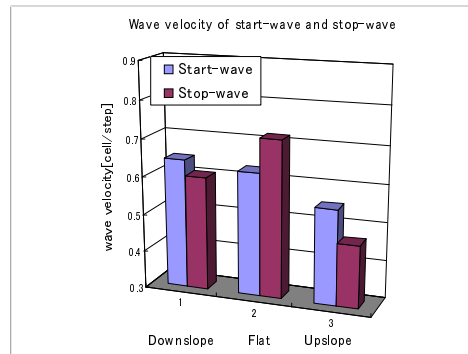 Wave velocity of start-wave and stop-wave
0.9
0.8
0.7
0.6
0.5
0.4
0.3
wave velocity[cell/step]
Start-wave
Stop-wave
1
2
3
Downslope Flat Upslope